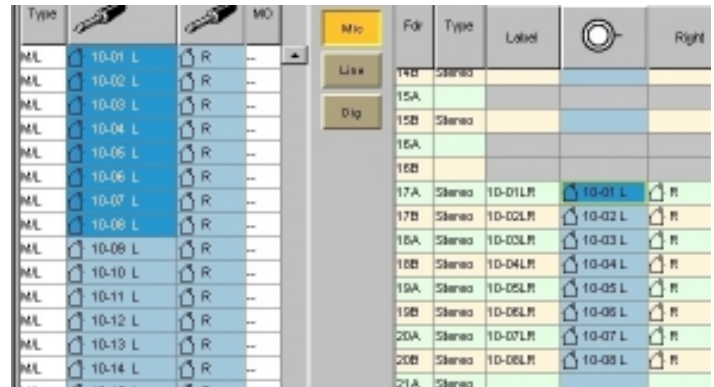 Type MO
M/L 10-01 L R --
M/L 10-02 L R --
M/L 10-03 L R --
M/L 10-04 L R --
M/L 10-05 L R --
M/L 10-06 L R --
M/L 10-07 L R --
M/L 10-08 L R --
M/L 10-09 L R --
M/L 10-10 L R --
M/L 10-11 L R --
M/L 10-12 L R --
M/L 10-13 L R --
M/L 10-14 L R --
Mic
Line
Dig
Fdr Type Label Right
14B Stereo
15A
15B Stereo
16A
16B
17A Stereo 10-01LR 10-01 L R
17B Stereo 10-02LR 10-02 L R
18A Stereo 10-03LR 10-03 L R
18B Stereo 10-04LR 10-04 L R
19A Stereo 10-05LR 10-05 L R
19B Stereo 10-06LR 10-06 L R
20A Stereo 10-07LR 10-07 L R
20B Stereo 10-08LR 10-08 L R
21A Stereo